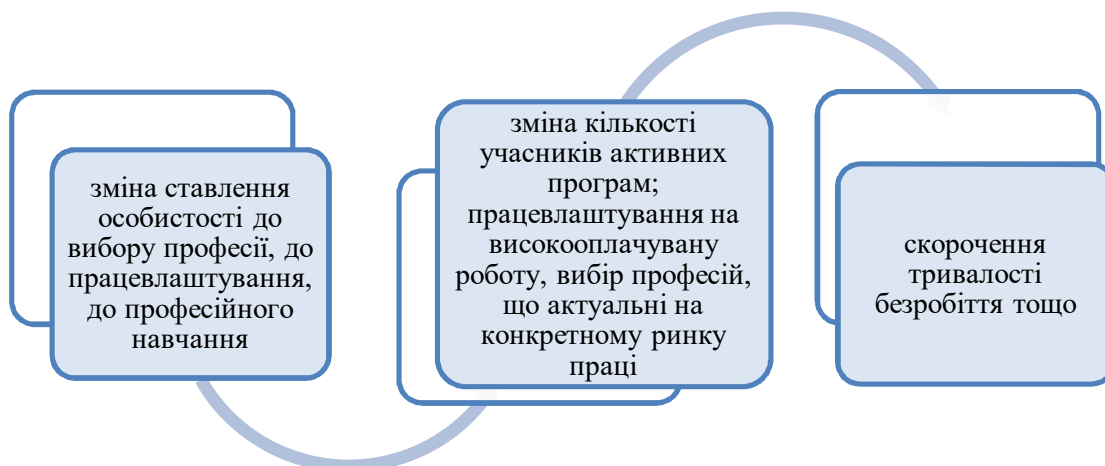 зміна ставлення
особистості до
вибору професії, до
працевлаштування,
до професійного
навчання
зміна кількості
учасників активних
програм;
працевлаштування на
високооплачувану
роботу, вибір професій,
що актуальні на
конкретному ринку
праці
скорочення
тривалості
безробіття тощо